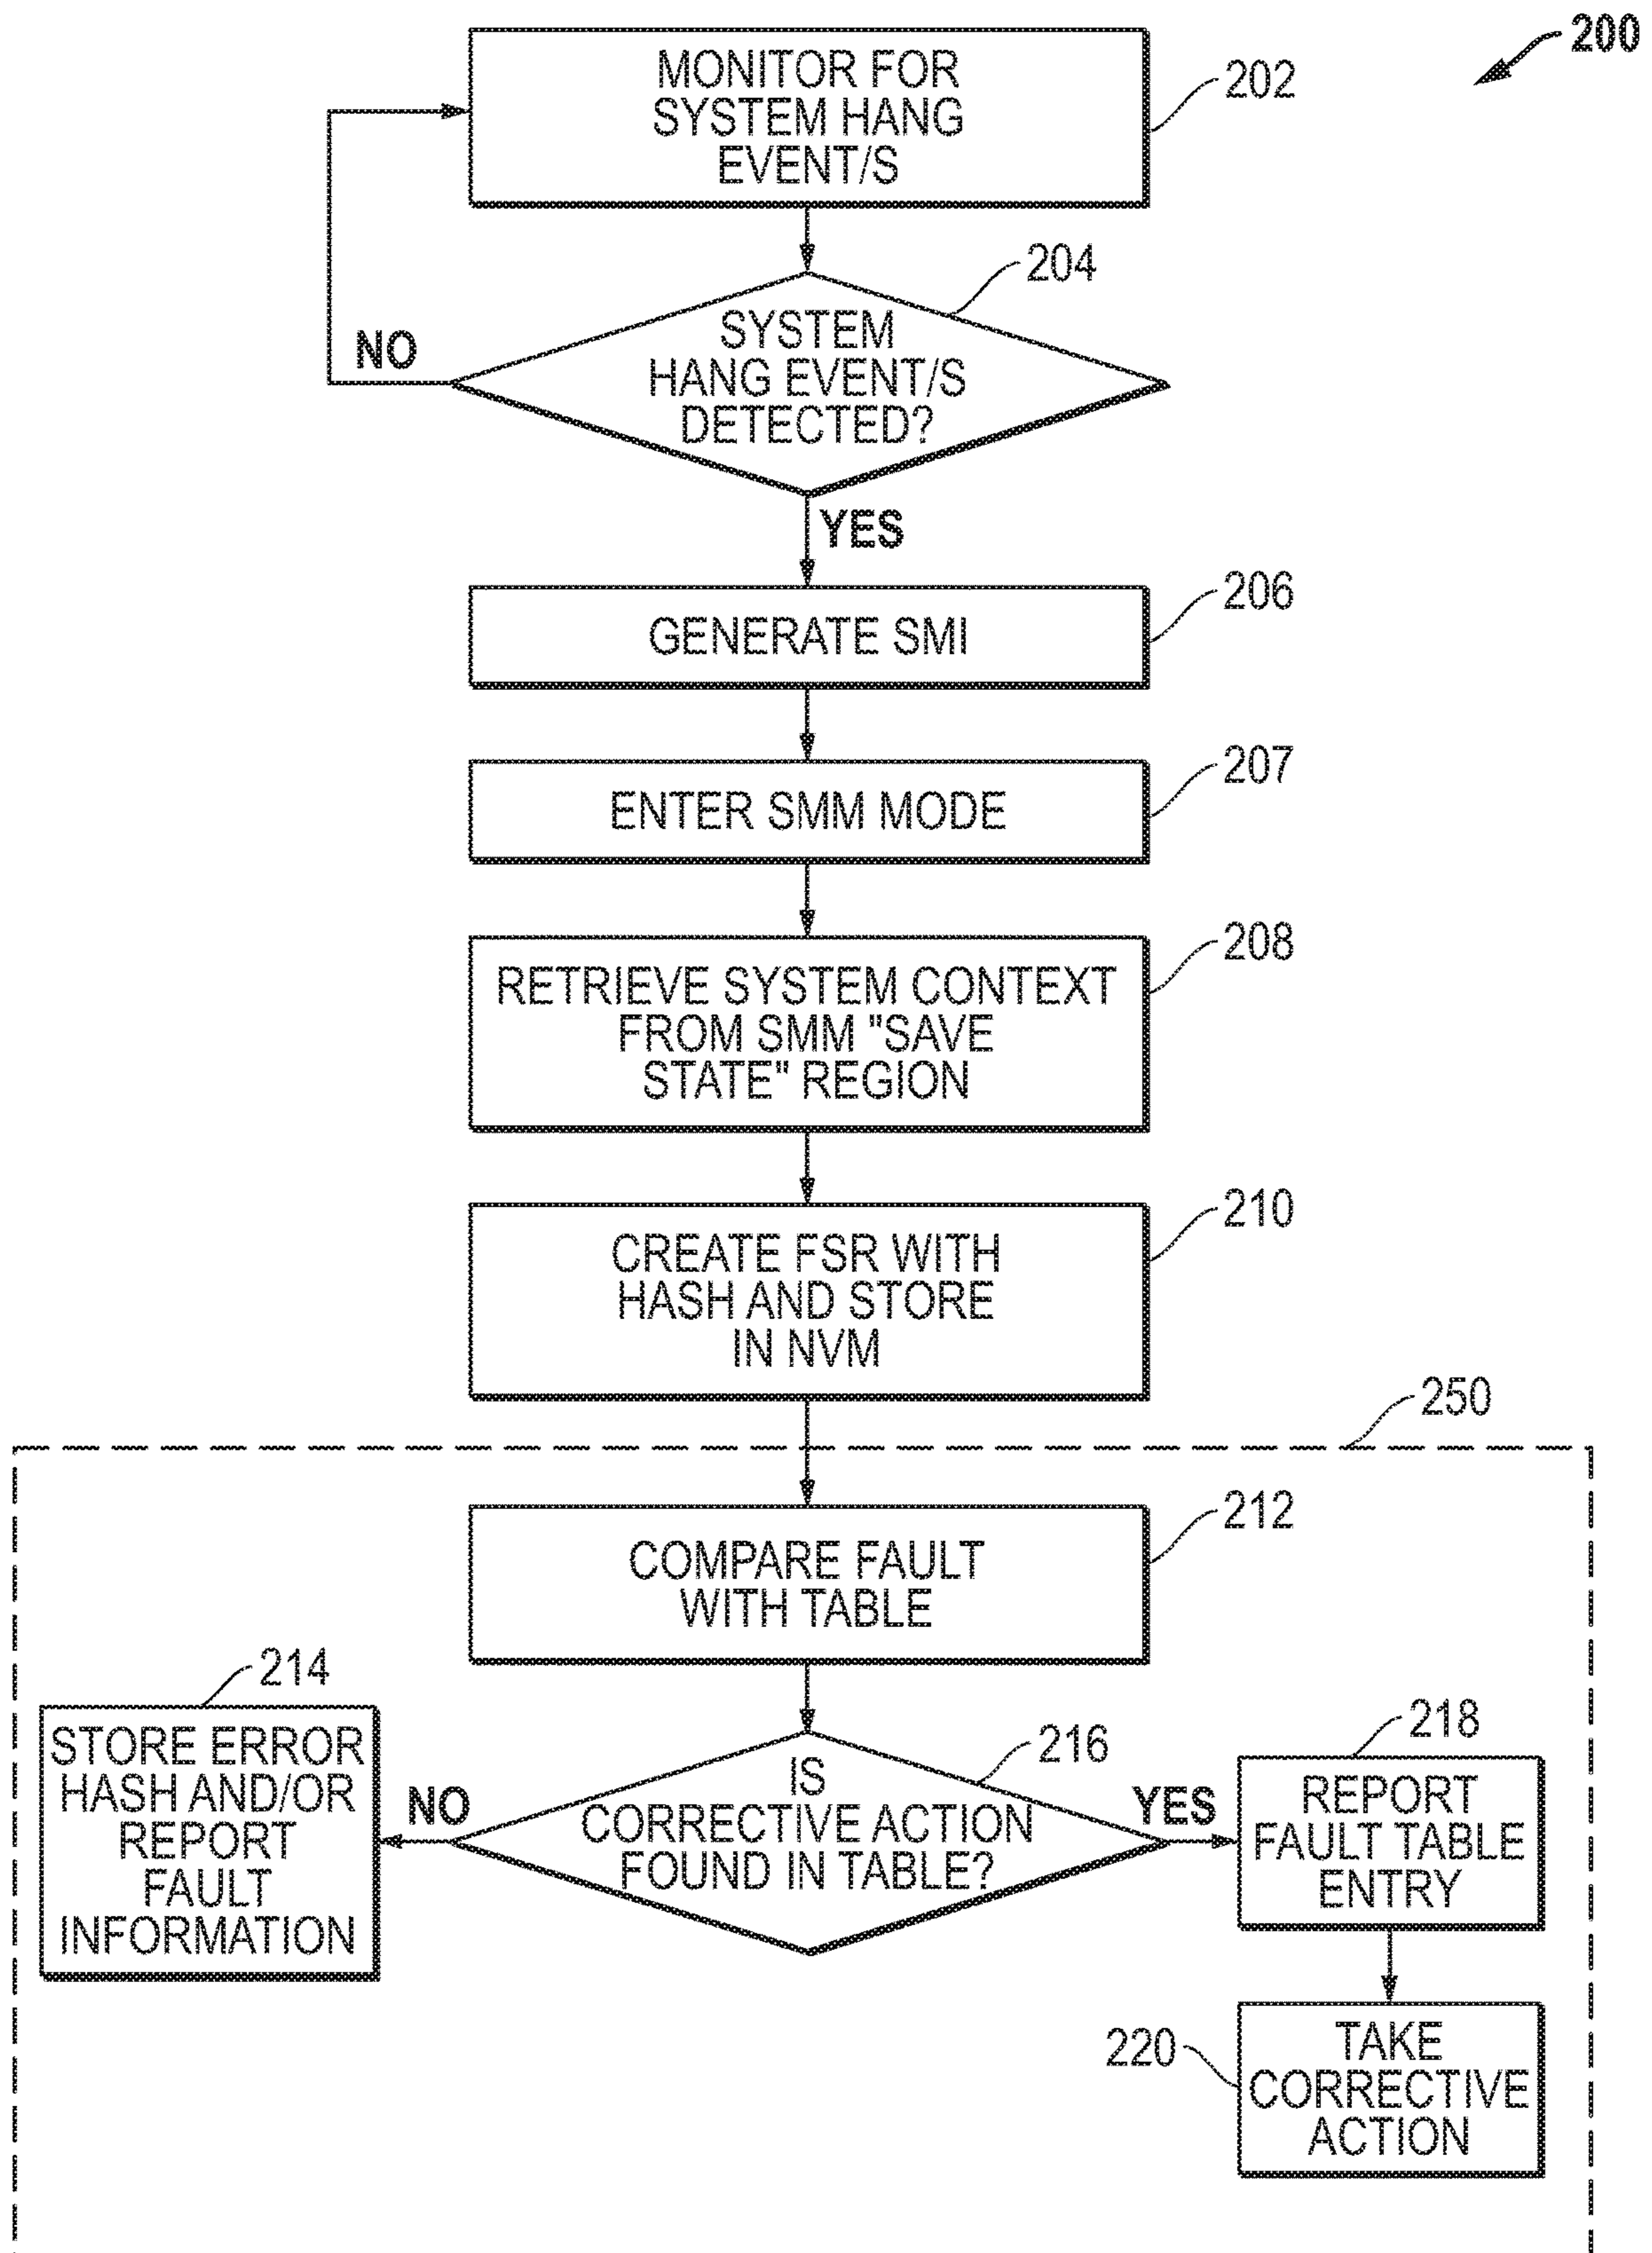 200
MONITOR FOR
SYSTEM HANG
EVENT/S
202
204
SYSTEM
HANG EVENT/S
DETECTED?
NO
YES
206
GENERATE SMI
207
ENTER SMM MODE
208
RETRIEVE SYSTEM CONTEXT
FROM SMM "SAVE
STATE" REGION
210
CREATE FSR WITH
HASH AND STORE
IN NVM
250
212
COMPARE FAULT
WITH TABLE
214
STORE ERROR
HASH AND/OR
REPORT
FAULT
INFORMATION
NO
216
IS
CORRECTIVE ACTION
FOUND IN TABLE?
YES
218
REPORT
FAULT TABLE
ENTRY
220
TAKE
CORRECTIVE
ACTION